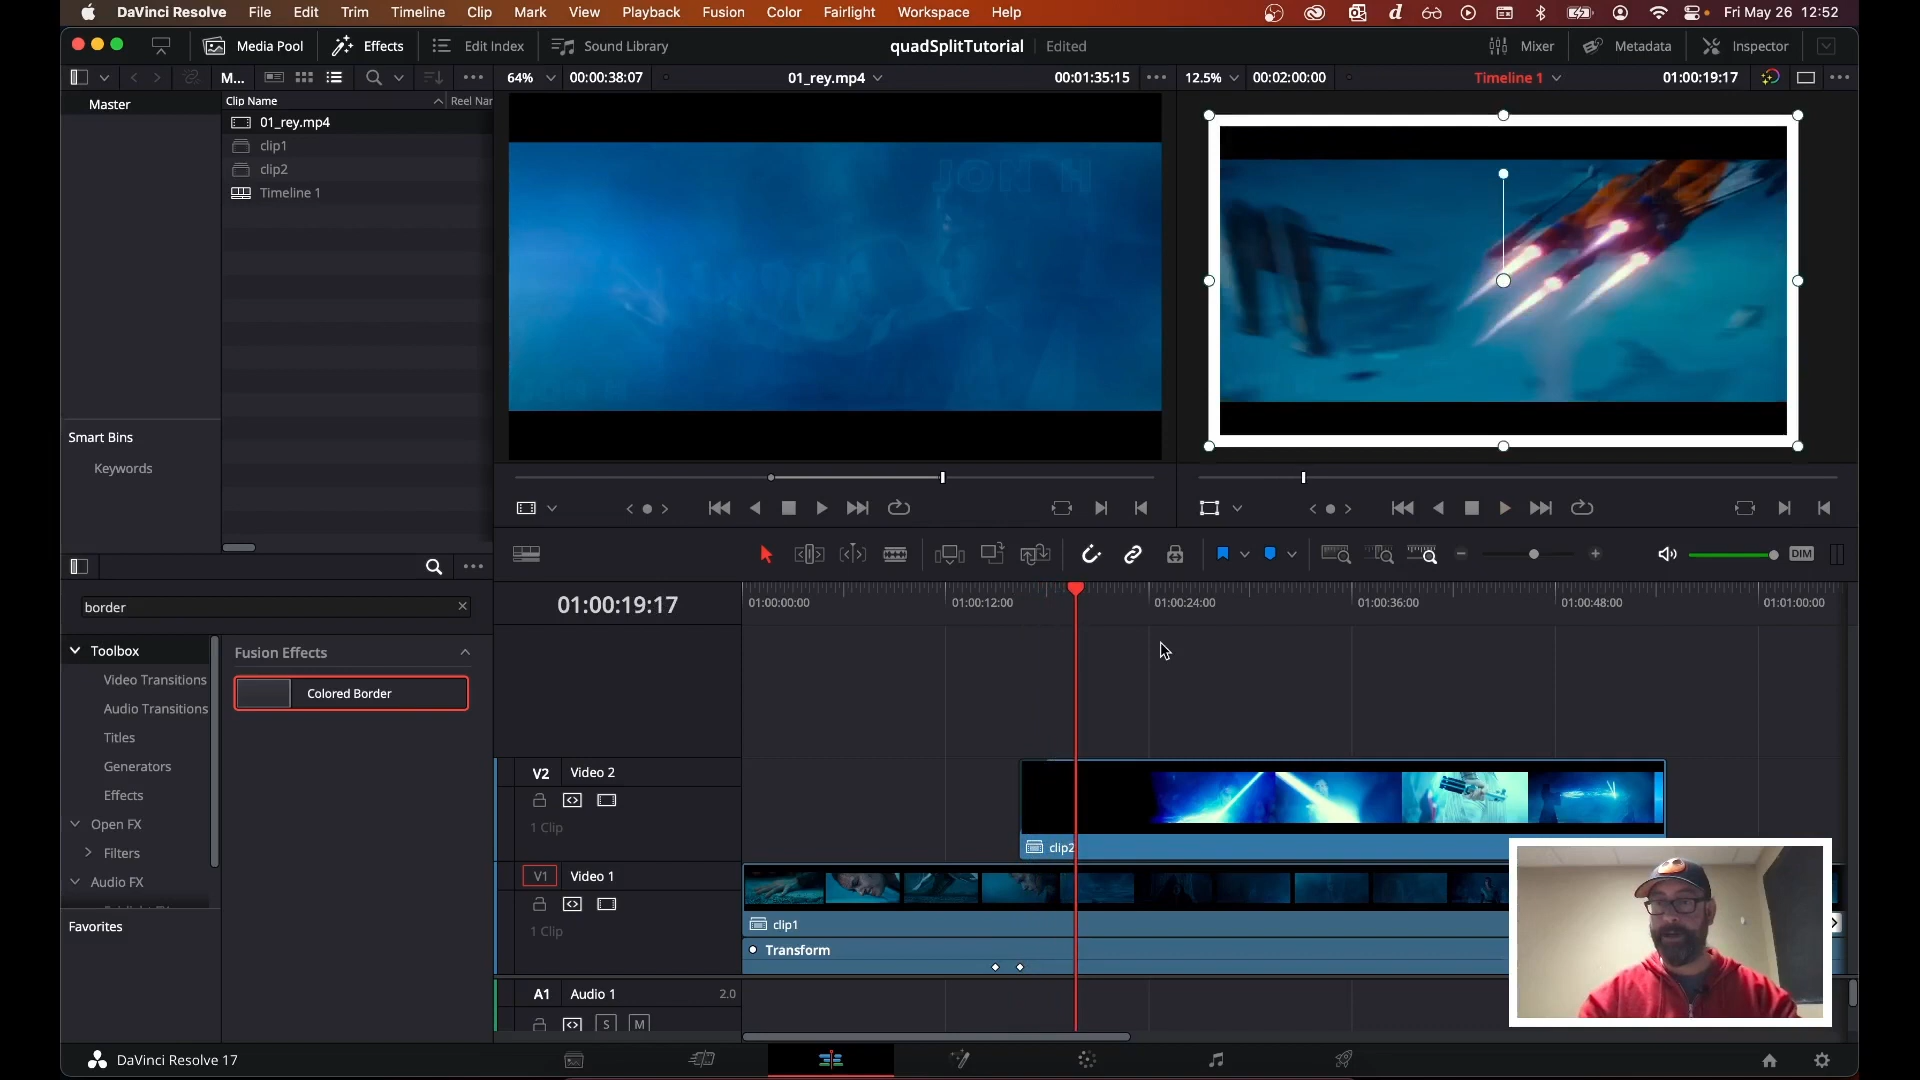 DaVinci Resolve File Edit Trim Timeline Clip Mark View Playback Fusion Color Fairlight Workspace Help Fri May 26 12:52
Media Pool Effects Edit Index Sound Library quadSplitTutorial Edited Mixer Metadata Inspector
M... 64% 00:00:38:07 01_rey.mp4 00:01:35:15 12.5% 00:02:00:00 Timeline 1 01:00:19:17
Master
Clip Name Reel Nar
01_rey.mp4
clip1
clip2
Timeline 1
Smart Bins
Keywords
DIM
border
01:00:19:17
01:00:00:00 01:00:12:00 01:00:24:00 01:00:36:00 01:00:48:00 01:01:00:00
Toolbox
Video Transitions
Audio Transitions
Titles
Generators
Effects
Open FX
Filters
Audio FX
Favorites
Fusion Effects
Colored Border
V2 Video 2
1 Clip
clip2
V1 Video 1
1 Clip
clip1
Transform
A1 Audio 1 2.0
S M
DaVinci Resolve 17